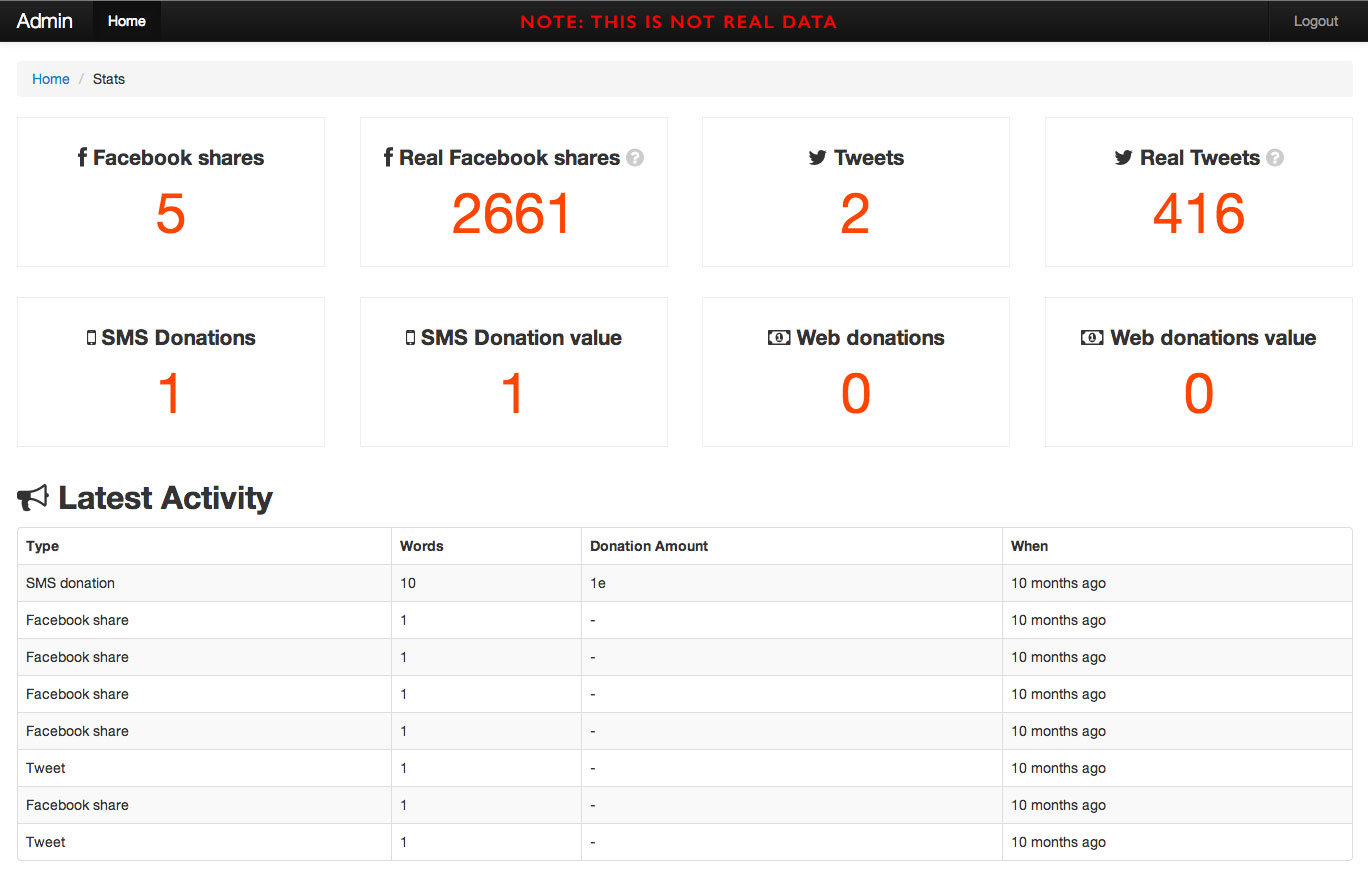 Admin Home NOTE: THIS IS NOT REAL DATA Logout
Home / Stats
Facebook shares Real Facebook shares ? Tweets Real Tweets ?
5 2661 2 416
SMS Donations SMS Donation value Web donations Web donations value
1 1 0 0
Latest Activity
Type Words Donation Amount When
SMS donation 10 1e 10 months ago
Facebook share 1 - 10 months ago
Facebook share 1 - 10 months ago
Facebook share 1 - 10 months ago
Facebook share 1 - 10 months ago
Tweet 1 - 10 months ago
Facebook share 1 - 10 months ago
Tweet 1 - 10 months ago